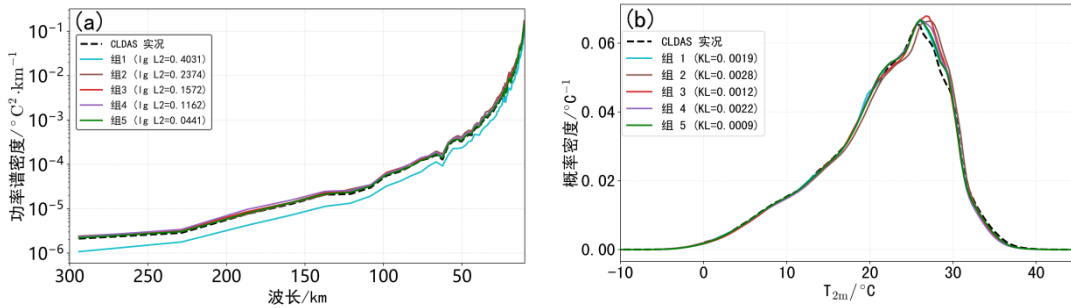 (a)
10⁻¹
10⁻²
10⁻³
10⁻⁴
10⁻⁵
10⁻⁶
功率谱密度/°C²·km⁻¹
CLDAS 实况
组1 (lg L2=0.4031)
组2 (lg L2=0.2374)
组3 (lg L2=0.1572)
组4 (lg L2=0.1162)
组5 (lg L2=0.0441)
300 250 200 150 100 50
波长/km
(b)
0.06
0.04
0.02
0.00
概率密度/°C⁻¹
CLDAS 实况
组 1 (KL=0.0019)
组 2 (KL=0.0028)
组 3 (KL=0.0012)
组 4 (KL=0.0022)
组 5 (KL=0.0009)
-10 0 10 20 30 40
T₂ₘ/°C